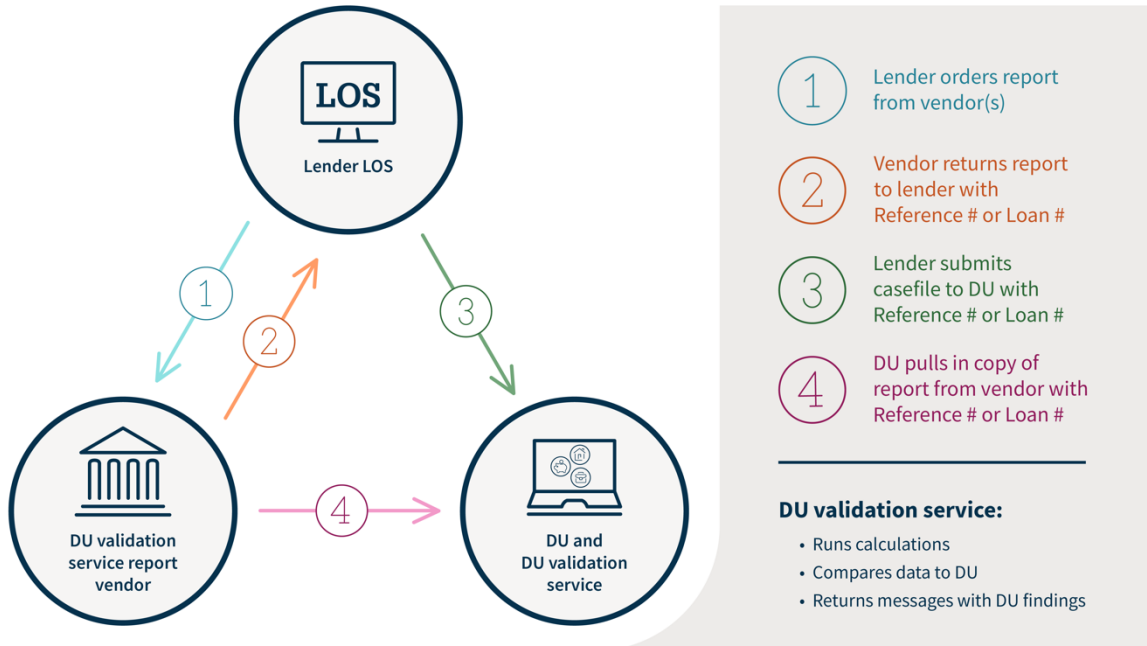 LOS
Lender LOS
1
2
3
4
DU validation
service report
vendor
DU and
DU validation
service
1
Lender orders report
from vendor(s)
2
Vendor returns report
to lender with
Reference # or Loan #
3
Lender submits
casefile to DU with
Reference # or Loan #
4
DU pulls in copy of
report from vendor with
Reference # or Loan #
DU validation service:
• Runs calculations
• Compares data to DU
• Returns messages with DU findings